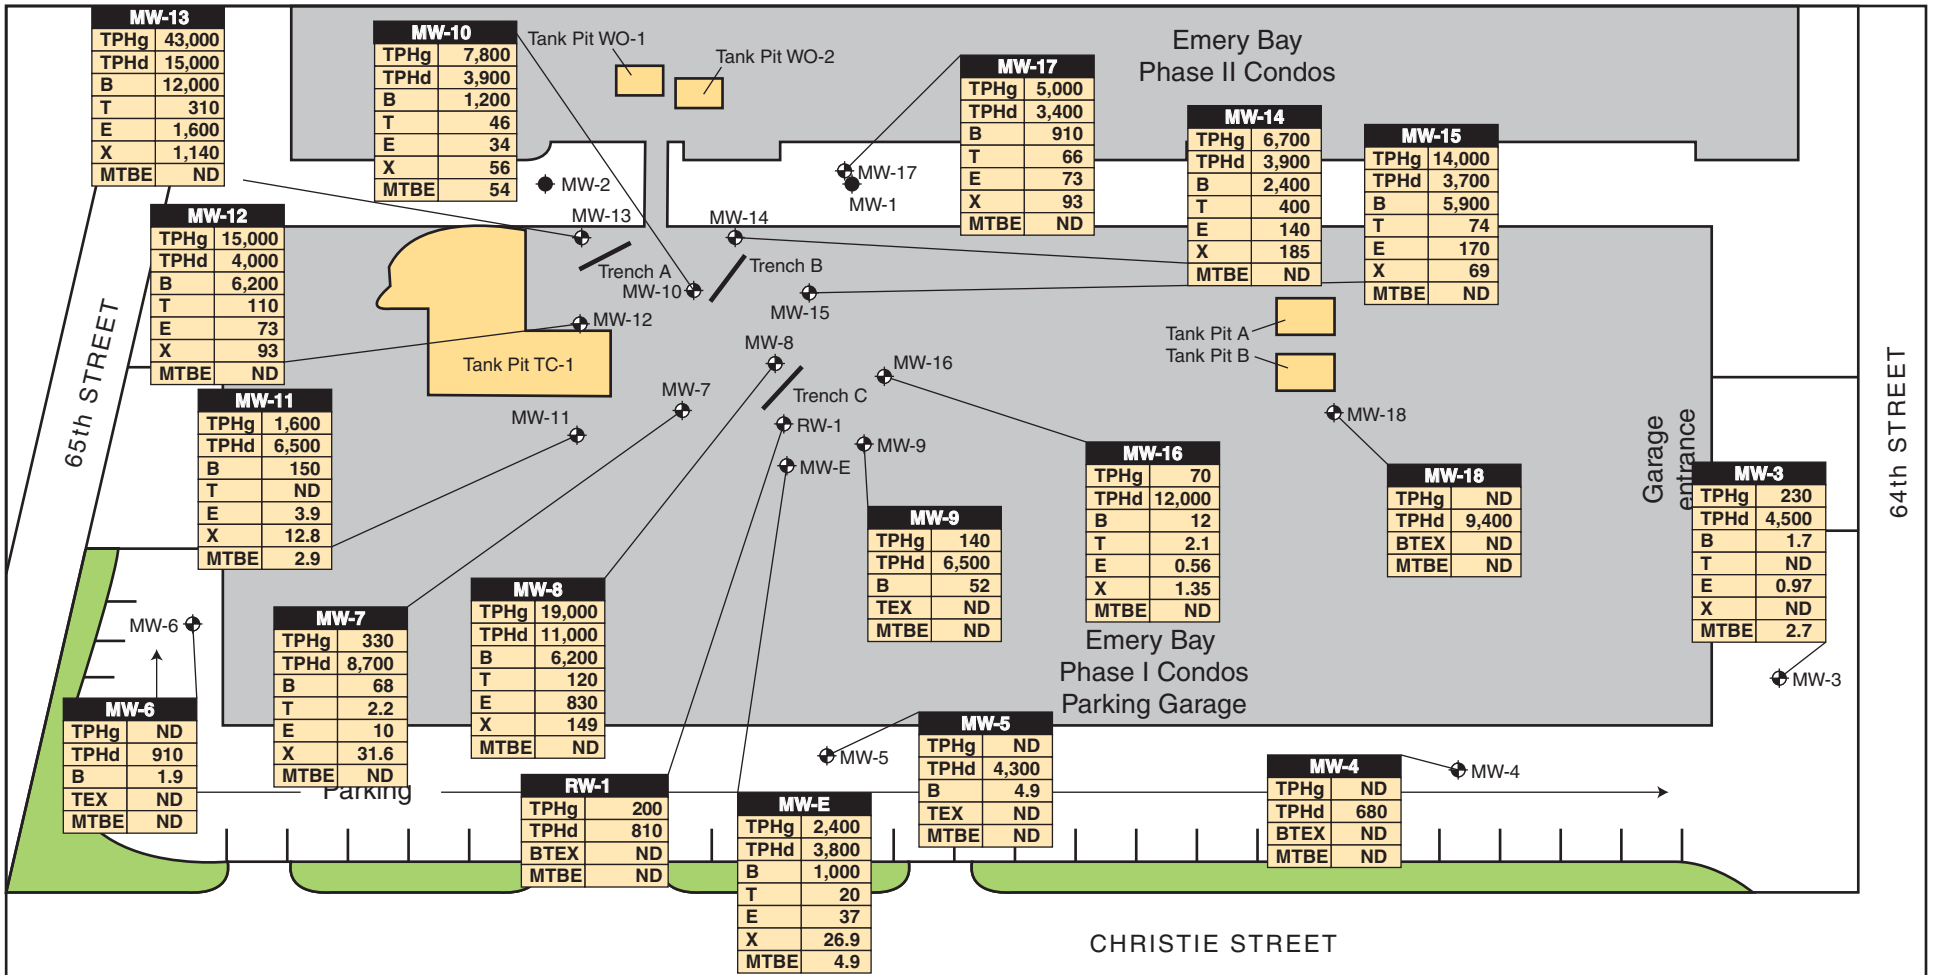 MW-13
TPHg 43,000
TPHd 15,000
B 12,000
T 310
E 1,600
X 1,140
MTBE ND
MW-10
TPHg 7,800
TPHd 3,900
B 1,200
T 46
E 34
X 56
MTBE 54
Tank Pit WO-1
Tank Pit WO-2
MW-17
TPHg 5,000
TPHd 3,400
B 910
T 66
E 73
X 93
MTBE ND
Emery Bay
Phase II Condos
MW-14
TPHg 6,700
TPHd 3,900
B 2,400
T 400
E 140
X 185
MTBE ND
MW-15
TPHg 14,000
TPHd 3,700
B 5,900
T 74
E 170
X 69
MTBE ND
MW-2
MW-17
MW-1
MW-13
MW-14
MW-12
TPHg 15,000
TPHd 4,000
B 6,200
T 110
E 73
X 93
MTBE ND
Trench A
Trench B
MW-10
MW-15
MW-12
Tank Pit TC-1
MW-8
MW-16
Tank Pit A
Tank Pit B
65th STREET
64th STREET
MW-7
Trench C
MW-11
RW-1
MW-9
MW-E
MW-18
Garage
entrance
MW-11
TPHg 1,600
TPHd 6,500
B 150
T ND
E 3.9
X 12.8
MTBE 2.9
MW-16
TPHg 70
TPHd 12,000
B 12
T 2.1
E 0.56
X 1.35
MTBE ND
MW-18
TPHg ND
TPHd 9,400
BTEX ND
MTBE ND
MW-3
TPHg 230
TPHd 4,500
B 1.7
T ND
E 0.97
X ND
MTBE 2.7
MW-3
MW-9
TPHg 140
TPHd 6,500
B 52
TEX ND
MTBE ND
MW-8
TPHg 19,000
TPHd 11,000
B 6,200
T 120
E 830
X 149
MTBE ND
MW-7
TPHg 330
TPHd 8,700
B 68
T 2.2
E 10
X 31.6
MTBE ND
MW-6
MW-6
TPHg ND
TPHd 910
B 1.9
TEX ND
MTBE ND
Emery Bay
Phase I Condos
Parking Garage
Parking
RW-1
TPHg 200
TPHd 810
BTEX ND
MTBE ND
MW-E
TPHg 2,400
TPHd 3,800
B 1,000
T 20
E 37
X 26.9
MTBE 4.9
MW-5
MW-5
TPHg ND
TPHd 4,300
B 4.9
TEX ND
MTBE ND
MW-4
TPHg ND
TPHd 680
BTEX ND
MTBE ND
MW-4
CHRISTIE STREET